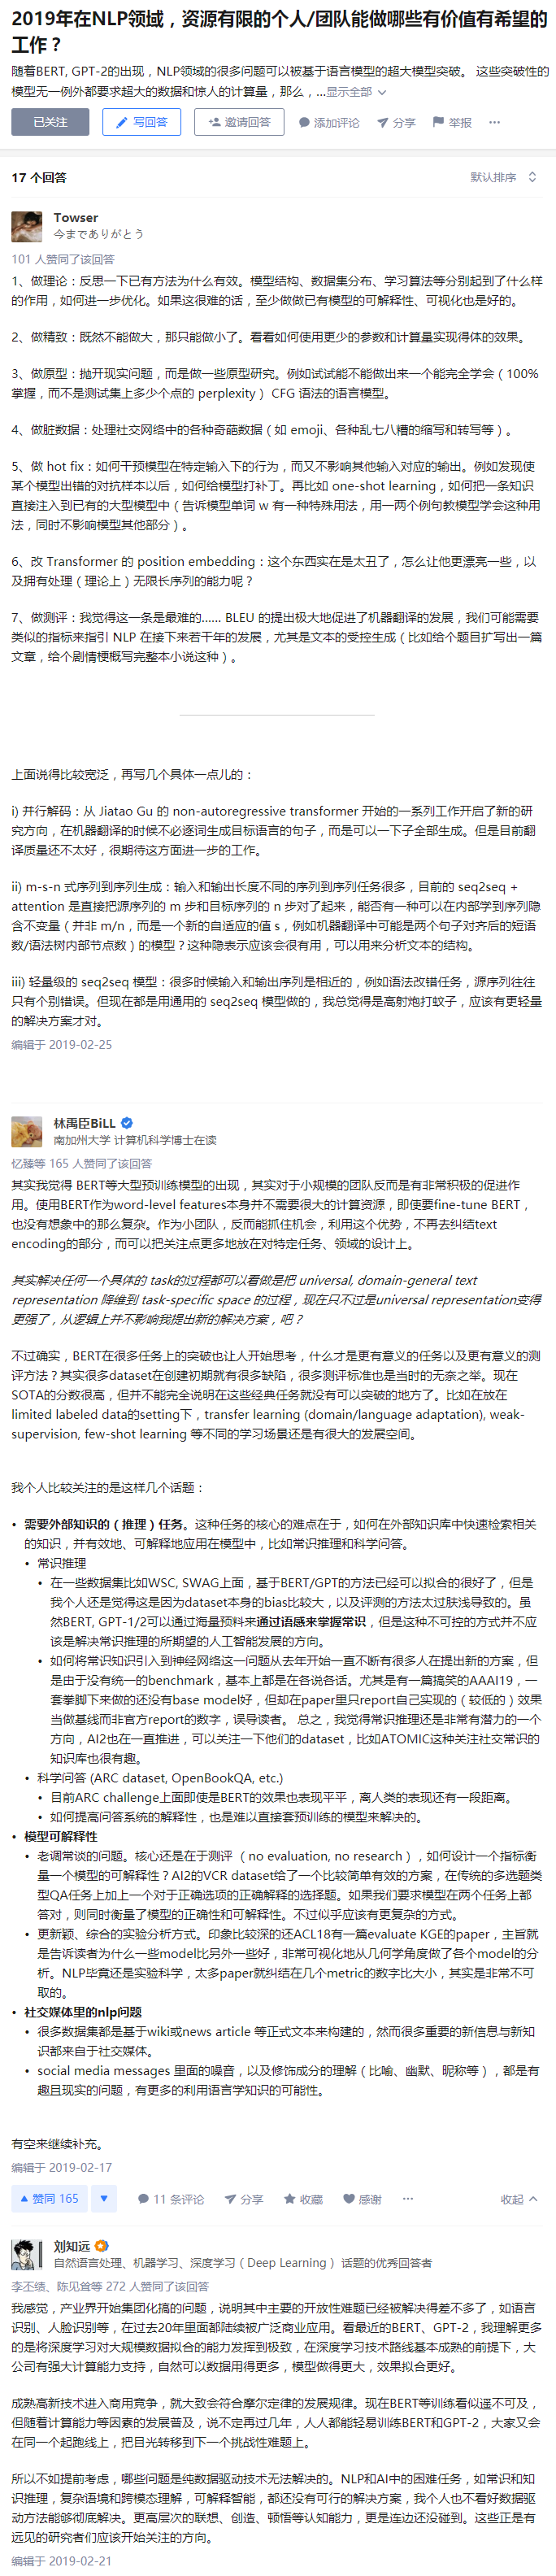 2019年在NLP领域，资源有限的个人/团队能做哪些有价值有希望的
工作？
随着BERT, GPT-2的出现，NLP领域的很多问题可以被基于语言模型的超大模型突破。 这些突破性的
模型无一例外都要求超大的数据和惊人的计算量，那么，...显示全部
已关注 写回答 邀请回答 添加评论 分享 举报 ...
17 个回答 默认排序
Towser
今までありがとう
101 人赞同了该回答
1、做理论：反思一下已有方法为什么有效。模型结构、数据集分布、学习算法等分别起到了什么样
的作用，如何进一步优化。如果这很难的话，至少做做已有模型的可解释性、可视化也是好的。
2、做精致：既然不能做大，那只能做小了。看看如何使用更少的参数和计算量实现得体的效果。
3、做原型：抛开现实问题，而是做一些原型研究。例如试试能不能做出来一个能完全学会（100%
掌握，而不是测试集上多少个点的 perplexity） CFG 语法的语言模型。
4、做脏数据：处理社交网络中的各种奇葩数据（如 emoji、各种乱七八糟的缩写和转写等）。
5、做 hot fix：如何干预模型在特定输入下的行为，而又不影响其他输入对应的输出。例如发现使
某个模型出错的对抗样本以后，如何给模型打补丁。再比如 one-shot learning，如何把一条知识
直接注入到已有的大型模型中（告诉模型单词 w 有一种特殊用法，用一两个例句教模型学会这种用
法，同时不影响模型其他部分）。
6、改 Transformer 的 position embedding：这个东西实在是太丑了，怎么让他更漂亮一些，以
及拥有处理（理论上）无限长序列的能力呢？
7、做测评：我觉得这一条是最难的...... BLEU 的提出极大地促进了机器翻译的发展，我们可能需要
类似的指标来指引 NLP 在接下来若干年的发展，尤其是文本的受控生成（比如给个题目扩写出一篇
文章，给个剧情梗概写完整本小说这种）。
上面说得比较宽泛，再写几个具体一点儿的：
i) 并行解码：从 Jiatao Gu 的 non-autoregressive transformer 开始的一系列工作开启了新的研
究方向，在机器翻译的时候不必逐词生成目标语言的句子，而是可以一下子全部生成。但是目前翻
译质量还不太好，很期待这方面进一步的工作。
ii) m-s-n 式序列到序列生成：输入和输出长度不同的序列到序列任务很多，目前的 seq2seq +
attention 是直接把源序列的 m 步和目标序列的 n 步对了起来，能否有一种可以在内部学到序列隐
含不变量（并非 m/n，而是一个新的自适应的值 s，例如机器翻译中可能是两个句子对齐后的短语
数/语法树内部节点数）的模型？这种隐表示应该会很有用，可以用来分析文本的结构。
iii) 轻量级的 seq2seq 模型：很多时候输入和输出序列是相近的，例如语法改错任务，源序列往往
只有个别错误。但现在都是用通用的 seq2seq 模型做的，我总觉得是高射炮打蚊子，应该有更轻量
的解决方案才对。
编辑于 2019-02-25
林禹臣BiLL
南加州大学 计算机科学博士在读
忆臻等 165 人赞同了该回答
其实我觉得 BERT等大型预训练模型的出现，其实对于小规模的团队反而是有非常积极的促进作
用。使用BERT作为word-level features本身并不需要很大的计算资源，即使要fine-tune BERT，
也没有想象中的那么复杂。作为小团队，反而能抓住机会，利用这个优势，不再去纠结text
encoding的部分，而可以把关注点更多地放在对特定任务、领域的设计上。
其实解决任何一个具体的 task的过程都可以看做是把 universal, domain-general text
representation 降维到 task-specific space 的过程，现在只不过是universal representation变得
更强了，从逻辑上并不影响我提出新的解决方案，吧？
不过确实，BERT在很多任务上的突破也让人开始思考，什么才是更有意义的任务以及更有意义的测
评方法？其实很多dataset在创建初期就有很多缺陷，很多测评标准也是当时的无奈之举。现在
SOTA的分数很高，但并不能完全说明在这些经典任务就没有可以突破的地方了。比如在放在
limited labeled data的setting下，transfer learning (domain/language adaptation), weak-
supervision, few-shot learning 等不同的学习场景还是有很大的发展空间。
我个人比较关注的是这样几个话题：
• 需要外部知识的（推理）任务。这种任务的核心的难点在于，如何在外部知识库中快速检索相关
的知识，并有效地、可解释地应用在模型中，比如常识推理和科学问答。
• 常识推理
• 在一些数据集比如WSC, SWAG上面，基于BERT/GPT的方法已经可以拟合的很好了，但是
我个人还是觉得这是因为dataset本身的bias比较大，以及评测的方法太过肤浅导致的。虽
然BERT, GPT-1/2可以通过海量预料来通过语感来掌握常识，但是这种不可控的方式并不应
该是解决常识推理的所期望的人工智能发展的方向。
• 如何将常识知识引入到神经网络这一问题从去年开始一直不断有很多人在提出新的方案，但
是由于没有统一的benchmark，基本上都是在各说各话。尤其是有一篇搞笑的AAAI19，一
套拳脚下来做的还没有base model好，但却在paper里只report自己实现的（较低的）效果
当做基线而非官方report的数字，误导读者。 总之，我觉得常识推理还是非常有潜力的一个
方向，AI2也在一直推进，可以关注一下他们的dataset，比如ATOMIC这种关注社交常识的
知识库也很有趣。
• 科学问答 (ARC dataset, OpenBookQA, etc.)
• 目前ARC challenge上面即使是BERT的效果也表现平平，离人类的表现还有一段距离。
• 如何提高问答系统的解释性，也是难以直接套预训练的模型来解决的。
• 模型可解释性
• 老调常谈的问题。核心还是在于测评 （ no evaluation, no research ），如何设计一个指标衡
量一个模型的可解释性？AI2的VCR dataset给了一个比较简单有效的方案，在传统的多选题类
型QA任务上加上一个对于正确选项的正确解释的选择题。如果我们要求模型在两个任务上都
答对，则同时衡量了模型的正确性和可解释性。不过似乎应该有更复杂的方式。
• 更新颖、综合的实验分析方式。印象比较深的还ACL18有一篇evaluate KGE的paper，主旨就
是告诉读者为什么一些model比另外一些好，非常可视化地从几何学角度做了各个model的分
析。NLP毕竟还是实验科学，太多paper就纠结在几个metric的数字比大小，其实是非常不可
取的。
• 社交媒体里的nlp问题
• 很多数据集都是基于wiki或news article 等正式文本来构建的，然而很多重要的新信息与新知
识都来自于社交媒体。
• social media messages 里面的噪音，以及修饰成分的理解（比喻、幽默、昵称等），都是有
趣且现实的问题，有更多的利用语言学知识的可能性。
有空来继续补充。
编辑于 2019-02-17
赞同 165 11 条评论 分享 收藏 感谢 ... 收起
刘知远
自然语言处理、机器学习、深度学习（Deep Learning） 话题的优秀回答者
李丕绩、陈见耸等 272 人赞同了该回答
我感觉，产业界开始集团化搞的问题，说明其中主要的开放性难题已经被解决得差不多了，如语言
识别、人脸识别等，在过去20年里面都陆续被广泛商业应用。看最近的BERT、GPT-2，我理解更多
的是将深度学习对大规模数据拟合的能力发挥到极致，在深度学习技术路线基本成熟的前提下，大
公司有强大计算能力支持，自然可以数据用得更多，模型做得更大，效果拟合更好。
成熟高新技术进入商用竞争，就大致会符合摩尔定律的发展规律。现在BERT等训练看似遥不可及，
但随着计算能力等因素的发展普及，说不定再过几年，人人都能轻易训练BERT和GPT-2，大家又会
在同一个起跑线上，把目光转移到下一个挑战性难题上。
所以不如提前考虑，哪些问题是纯数据驱动技术无法解决的。NLP和AI中的困难任务，如常识和知
识推理，复杂语境和跨模态理解，可解释智能，都还没有可行的解决方案，我个人也不看好数据驱
动方法能够彻底解决。更高层次的联想、创造、顿悟等认知能力，更是连边还没碰到。这些正是有
远见的研究者们应该开始关注的方向。
编辑于 2019-02-21